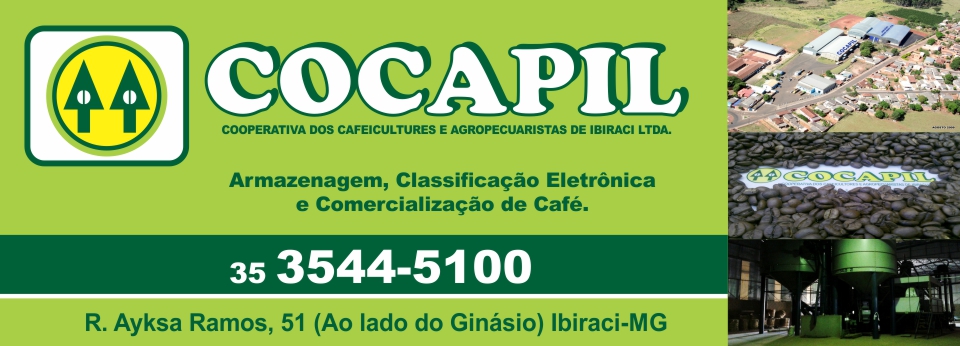 COCAPIL
COOPERATIVA DOS CAFEICULTURES E AGROPECUARISTAS DE IBIRACI LTDA.
Armazenagem, Classificação Eletrônica
e Comercialização de Café.
35 3544-5100
R. Ayksa Ramos, 51 (Ao lado do Ginásio) Ibiraci-MG
COCAPIL
COCAPIL